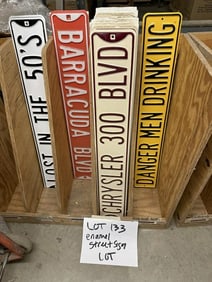 LOST IN THE 50'S
BARRACUDA BLVD
CHRYSLER 300 BLVD
DANGER MEN DRINKING
LOT 133
enamel
street sign
LOT